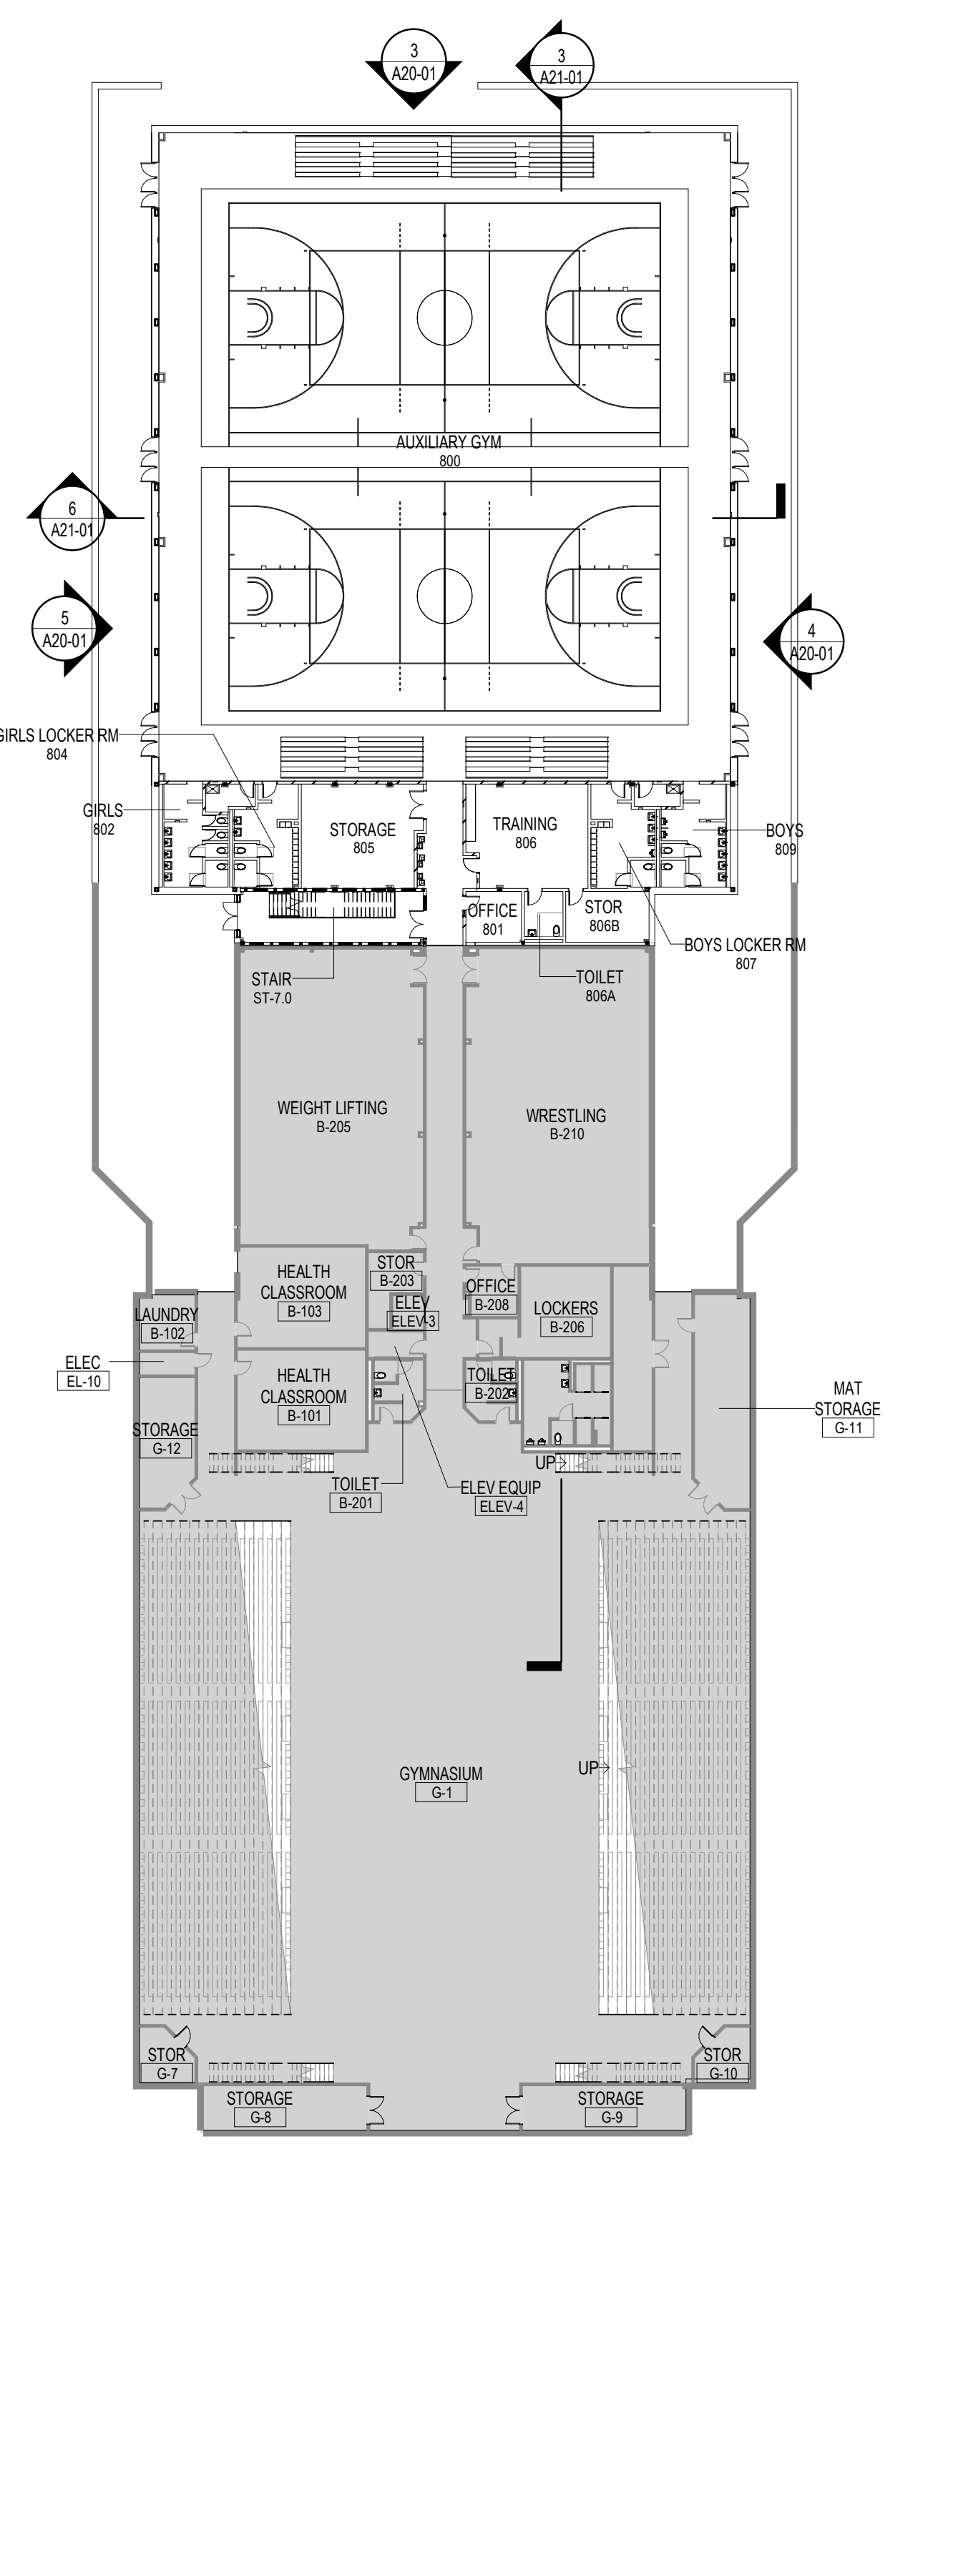 3
A20-01
3
A21-01
AUXILIARY GYM
800
6
A21-01
5
A20-01
4
A20-01
GIRLS LOCKER RM
804
GIRLS
802
STORAGE
805
TRAINING
806
BOYS
809
OFFICE
801
STOR
806B
BOYS LOCKER RM
807
STAIR
ST-7.0
TOILET
806A
WEIGHT LIFTING
B-205
WRESTLING
B-210
HEALTH
CLASSROOM
B-103
STOR
B-203
ELEV
ELEV-3
OFFICE
B-208
LOCKERS
B-206
LAUNDRY
B-102
ELEC
EL-10
HEALTH
CLASSROOM
B-101
TOILET
B-202
MAT
STORAGE
G-11
STORAGE
G-12
UP
TOILET
B-201
ELEV EQUIP
ELEV-4
UP
GYMNASIUM
G-1
STOR
G-7
STOR
G-10
STORAGE
G-8
STORAGE
G-9